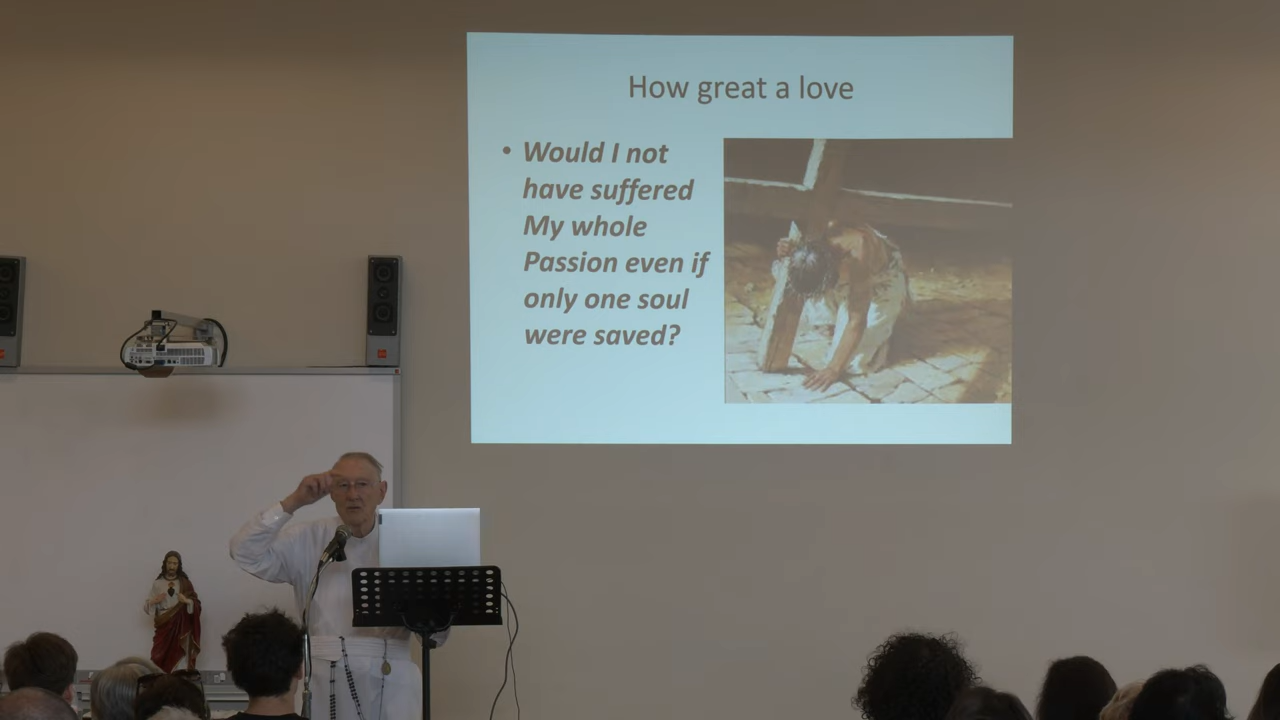 How great a love
• Would I not
have suffered
My whole
Passion even if
only one soul
were saved?